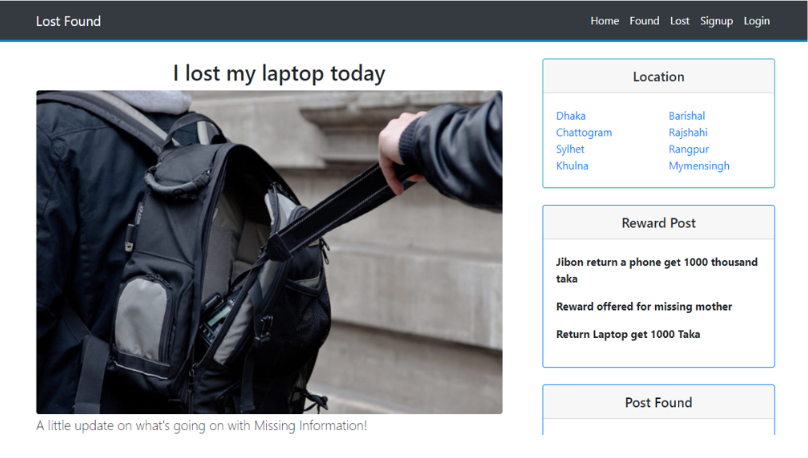 Lost Found
Home Found Lost Signup Login
I lost my laptop today
A little update on what's going on with Missing Information!
Location
Dhaka Barishal
Chattogram Rajshahi
Sylhet Rangpur
Khulna Mymensingh
Reward Post
Jibon return a phone get 1000 thousand
taka
Reward offered for missing mother
Return Laptop get 1000 Taka
Post Found